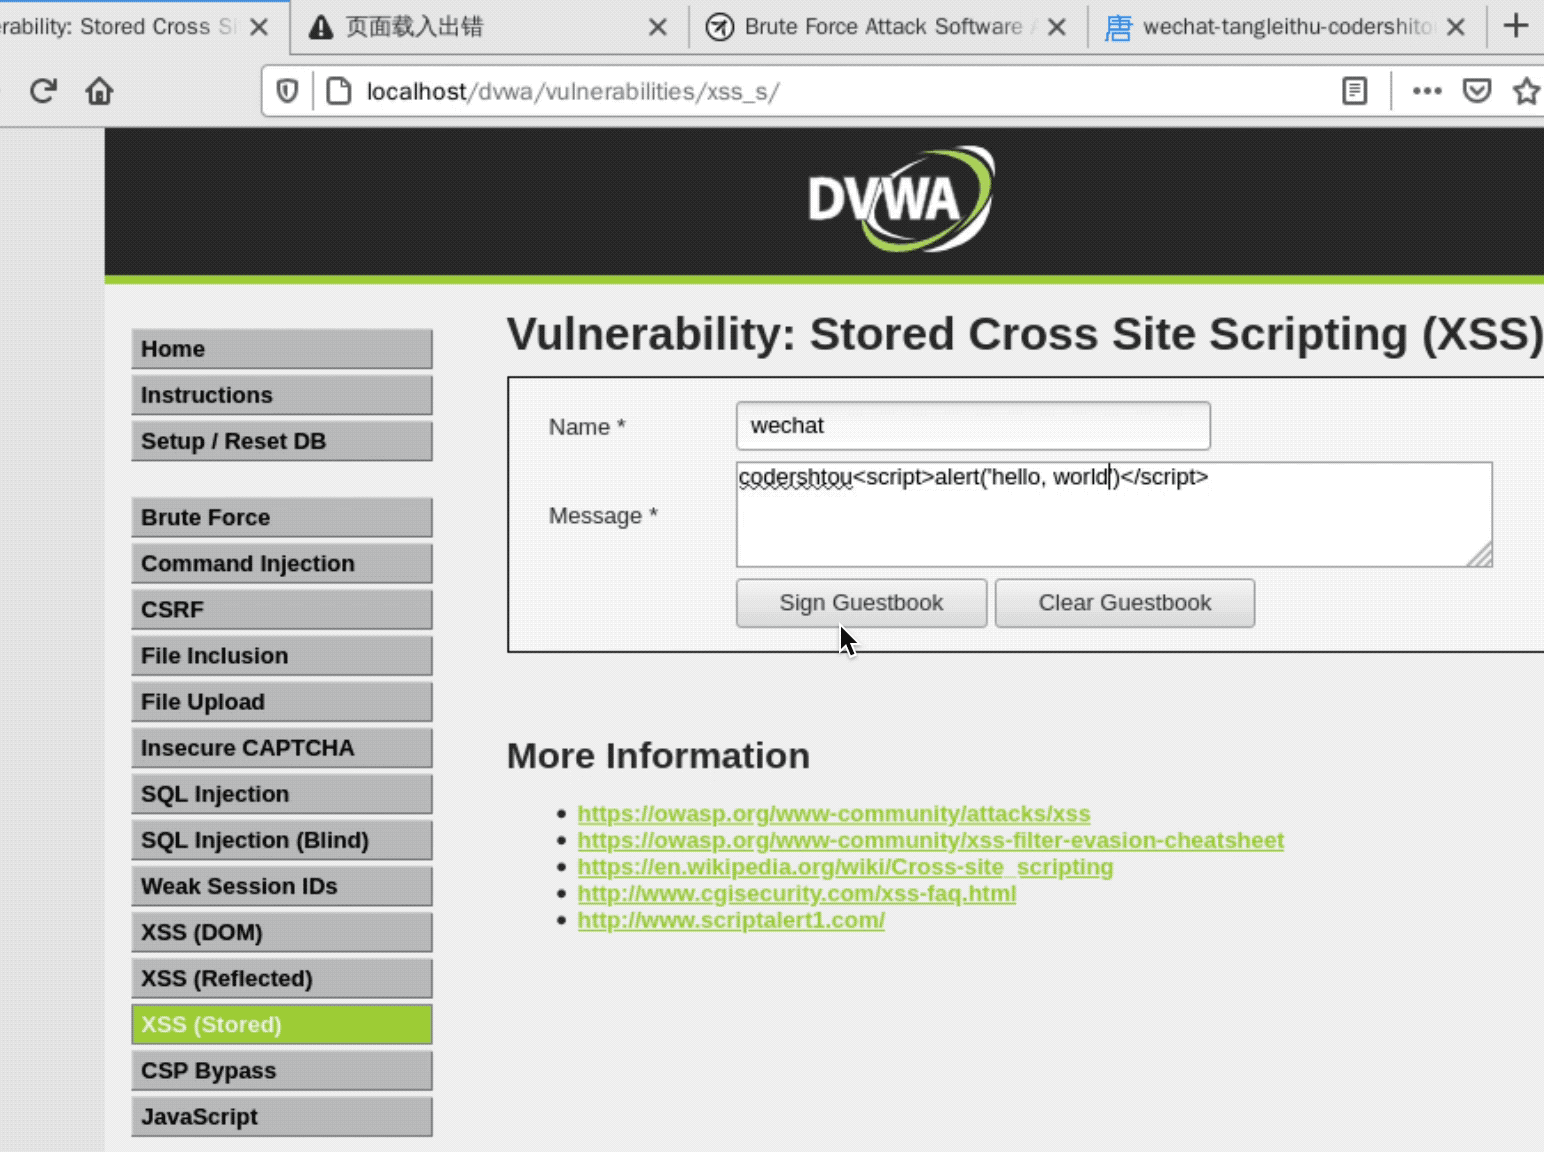 rability: Stored Cross Si
页面载入出错
Brute Force Attack Software
wechat-tangleithu-codershito
localhost/dvwa/vulnerabilities/xss_s/
DVWA
Home
Instructions
Setup / Reset DB
Brute Force
Command Injection
CSRF
File Inclusion
File Upload
Insecure CAPTCHA
SQL Injection
SQL Injection (Blind)
Weak Session IDs
XSS (DOM)
XSS (Reflected)
XSS (Stored)
CSP Bypass
JavaScript
Vulnerability: Stored Cross Site Scripting (XSS)
Name *
wechat
Message *
codershtou<script>alert('hello, world')</script>
Sign Guestbook
Clear Guestbook
More Information
https://owasp.org/www-community/attacks/xss
https://owasp.org/www-community/xss-filter-evasion-cheatsheet
https://en.wikipedia.org/wiki/Cross-site_scripting
http://www.cgisecurity.com/xss-faq.html
http://www.scriptalert1.com/